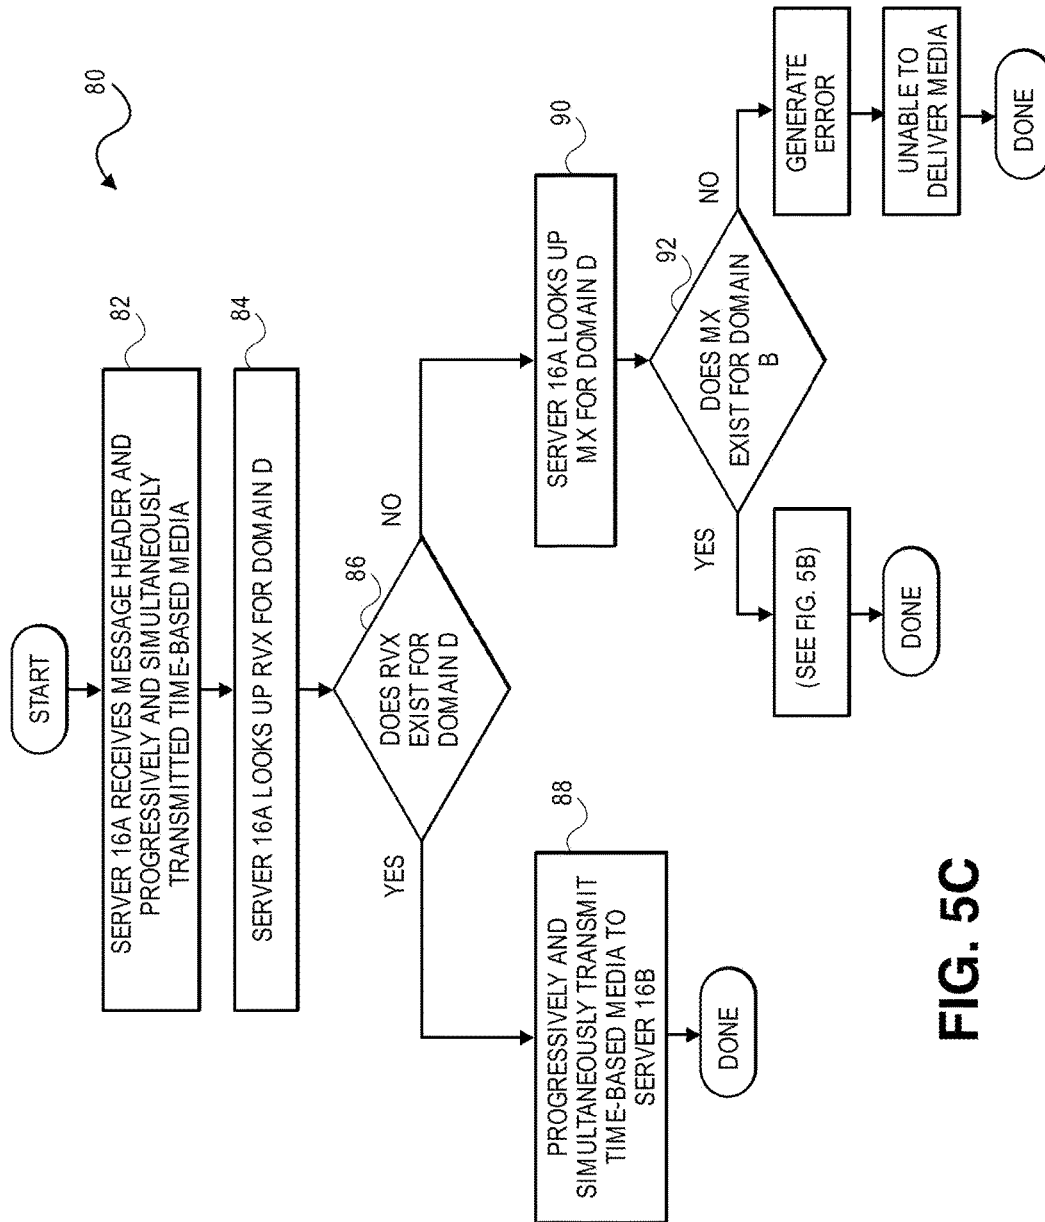 80
START
SERVER 16A RECEIVES MESSAGE HEADER AND
PROGRESSIVELY AND SIMULTANEOUSLY
TRANSMITTED TIME-BASED MEDIA
82
SERVER 16A LOOKS UP RVX FOR DOMAIN D
84
DOES RVX
EXIST FOR
DOMAIN D
86
YES
NO
PROGRESSIVELY AND
SIMULTANEOUSLY TRANSMIT
TIME-BASED MEDIA TO
SERVER 16B
88
DONE
SERVER 16A LOOKS UP
MX FOR DOMAIN D
90
DOES MX
EXIST FOR DOMAIN
B
92
YES
NO
(SEE FIG. 5B)
DONE
GENERATE
ERROR
UNABLE TO
DELIVER MEDIA
DONE
FIG. 5C